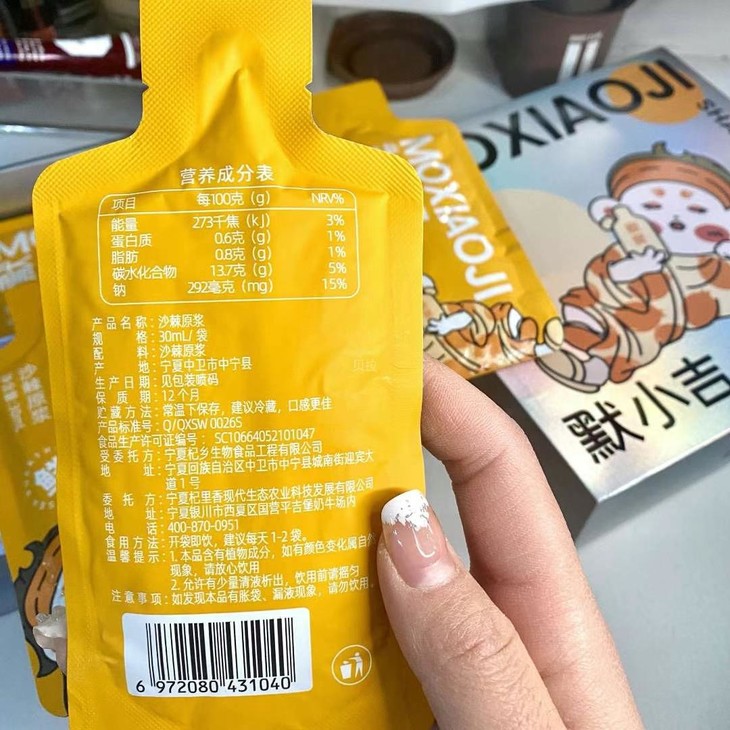 营养成分表
项目 每100克(g) NRV%
能量 273千焦(kJ) 3%
蛋白质 0.6克(g) 1%
脂肪 0.8克(g) 1%
碳水化合物 13.7克(g) 5%
钠 292毫克(mg) 15%
产品名称:沙棘原浆
规格:30mL/袋
配料:沙棘原浆
产地:宁夏中卫市中宁县
生产日期:见包装喷码
保质期:12个月
贮藏方法:常温下保存,建议冷藏,口感更佳
产品标准号:Q/QXSW 0026S
食品生产许可证编号:SC10664052101047
受委托方:宁夏杞乡生物食品工程有限公司
地址:宁夏回族自治区中卫市中宁县城南街迎宾大
道1号
委托方:宁夏杞里香现代生态农业科技发展有限公司
地址:宁夏银川市西夏区国营平吉堡奶牛场内
电话:400-870-0951
食用方法:开袋即饮,建议每天1-2袋。
温馨提示:1.本品含有植物成分,如有颜色变化属自然
现象,请放心饮用
2.允许有少量清液析出,饮用前请摇匀
注意事项:如发现本品有胀袋、漏液现象,请勿饮用。
6 972080 431040
MOXIAOJI
OXIAOJI
SHA
默小吉
沙棘原浆